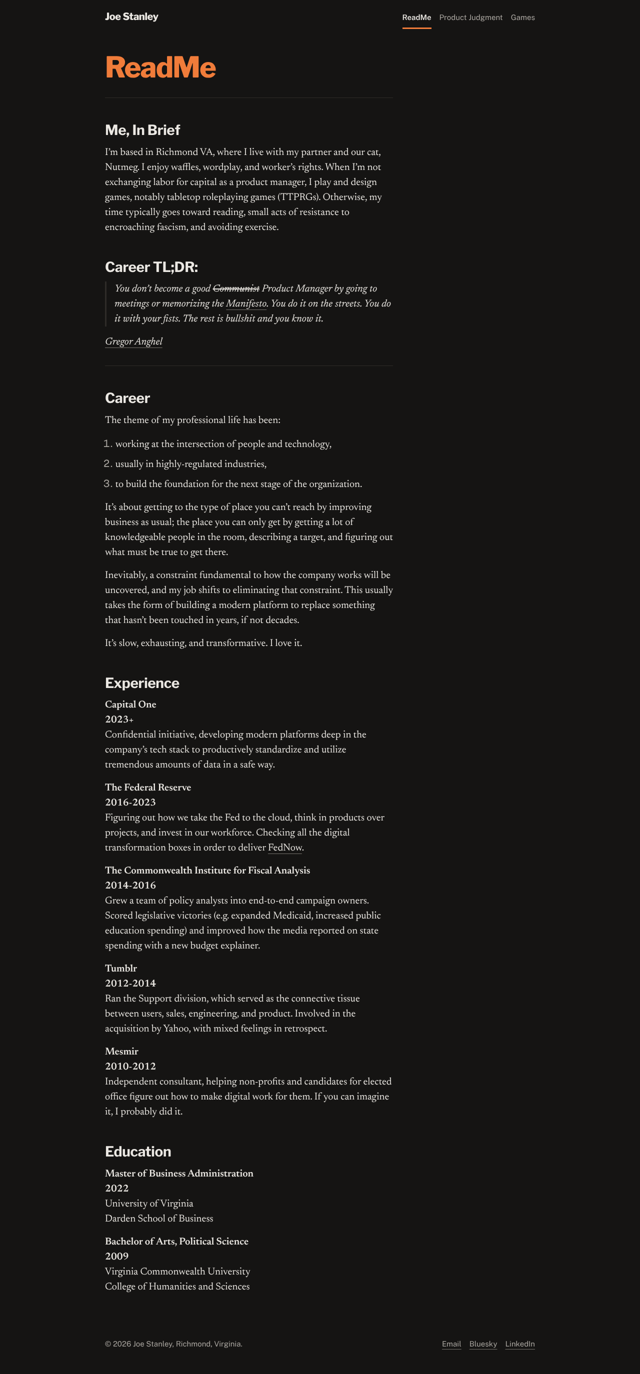 Joe Stanley
ReadMe Product Judgment Games
ReadMe
Me, In Brief
I'm based in Richmond VA, where I live with my partner and our cat,
Nutmeg. I enjoy waffles, wordplay, and worker's rights. When I'm not
exchanging labor for capital as a product manager, I play and design
games, notably tabletop roleplaying games (TTPRGs). Otherwise, my
time typically goes toward reading, small acts of resistance to
encroaching fascism, and avoiding exercise.
Career TL;DR:
You don't become a good Communist Product Manager by going to
meetings or memorizing the Manifesto. You do it on the streets. You do
it with your fists. The rest is bullshit and you know it.
Gregor Anghel
Career
The theme of my professional life has been:
1. working at the intersection of people and technology,
2. usually in highly-regulated industries,
3. to build the foundation for the next stage of the organization.
It's about getting to the type of place you can't reach by improving
business as usual; the place you can only get by getting a lot of
knowledgeable people in the room, describing a target, and figuring out
what must be true to get there.
Inevitably, a constraint fundamental to how the company works will be
uncovered, and my job shifts to eliminating that constraint. This usually
takes the form of building a modern platform to replace something
that hasn't been touched in years, if not decades.
It's slow, exhausting, and transformative. I love it.
Experience
Capital One
2023+
Confidential initiative, developing modern platforms deep in the
company's tech stack to productively standardize and utilize
tremendous amounts of data in a safe way.
The Federal Reserve
2016-2023
Figuring out how we take the Fed to the cloud, think in products over
projects, and invest in our workforce. Checking all the digital
transformation boxes in order to deliver FedNow.
The Commonwealth Institute for Fiscal Analysis
2014-2016
Grew a team of policy analysts into end-to-end campaign owners.
Scored legislative victories (e.g. expanded Medicaid, increased public
education spending) and improved how the media reported on state
spending with a new budget explainer.
Tumblr
2012-2014
Ran the Support division, which served as the connective tissue
between users, sales, engineering, and product. Involved in the
acquisition by Yahoo, with mixed feelings in retrospect.
Mesmir
2010-2012
Independent consultant, helping non-profits and candidates for elected
office figure out how to make digital work for them. If you can imagine
it, I probably did it.
Education
Master of Business Administration
2022
University of Virginia
Darden School of Business
Bachelor of Arts, Political Science
2009
Virginia Commonwealth University
College of Humanities and Sciences
© 2026 Joe Stanley, Richmond, Virginia.
Email Bluesky LinkedIn